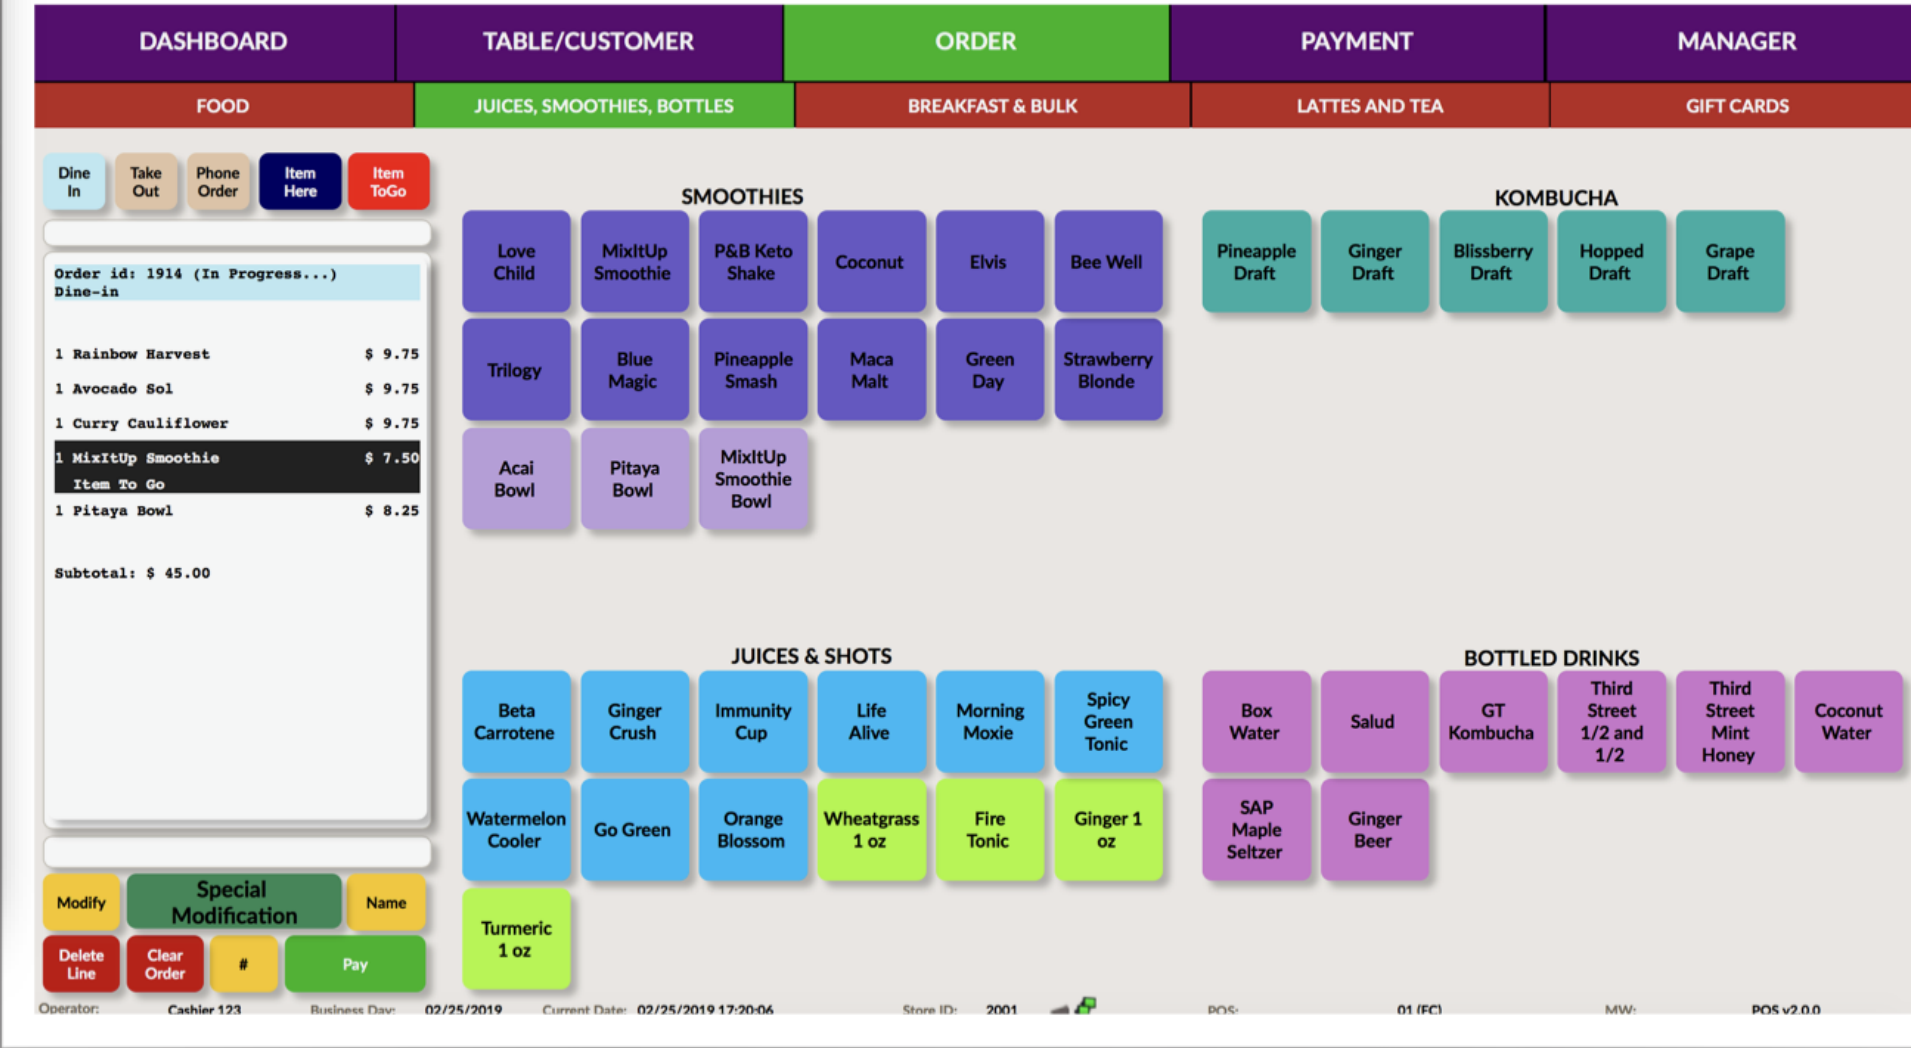 DASHBOARD TABLE/CUSTOMER ORDER PAYMENT MANAGER
FOOD JUICES, SMOOTHIES, BOTTLES BREAKFAST & BULK LATTES AND TEA GIFT CARDS
Dine
In
Take
Out
Phone
Order
Item
Here
Item
ToGo
Order id: 1914 (In Progress...)
Dine-in
1 Rainbow Harvest $ 9.75
1 Avocado Sol $ 9.75
1 Curry Cauliflower $ 9.75
1 MixItUp Smoothie $ 7.50
Item To Go
1 Pitaya Bowl $ 8.25
Subtotal: $ 45.00
Modify
Special
Modification
Name
Delete
Line
Clear
Order
#
Pay
SMOOTHIES
Love
Child
MixItUp
Smoothie
P&B Keto
Shake
Coconut
Elvis
Bee Well
Trilogy
Blue
Magic
Pineapple
Smash
Maca
Malt
Green
Day
Strawberry
Blonde
Acai
Bowl
Pitaya
Bowl
MixItUp
Smoothie
Bowl
KOMBUCHA
Pineapple
Draft
Ginger
Draft
Blissberry
Draft
Hopped
Draft
Grape
Draft
JUICES & SHOTS
Beta
Carrotene
Ginger
Crush
Immunity
Cup
Life
Alive
Morning
Moxie
Spicy
Green
Tonic
Watermelon
Cooler
Go Green
Orange
Blossom
Wheatgrass
1 oz
Fire
Tonic
Ginger 1
oz
Turmeric
1 oz
BOTTLED DRINKS
Box
Water
Salud
GT
Kombucha
Third
Street
1/2 and
1/2
Third
Street
Mint
Honey
Coconut
Water
SAP
Maple
Seltzer
Ginger
Beer
Operator: Cashier 123 Business Day: 02/25/2019 Current Date: 02/25/2019 17:20:06 Store ID: 2001 POS: 01 (FC) MW: POS v2.0.0